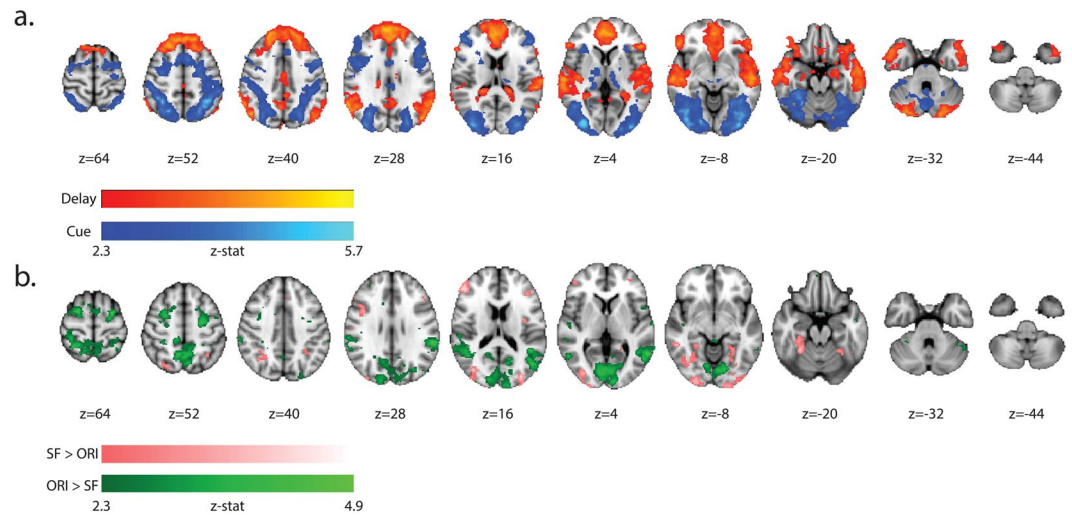 a.
z=64 z=52 z=40 z=28 z=16 z=4 z=-8 z=-20 z=-32 z=-44
Delay
Cue
2.3 z-stat 5.7
b.
z=64 z=52 z=40 z=28 z=16 z=4 z=-8 z=-20 z=-32 z=-44
SF > ORI
ORI > SF
2.3 z-stat 4.9